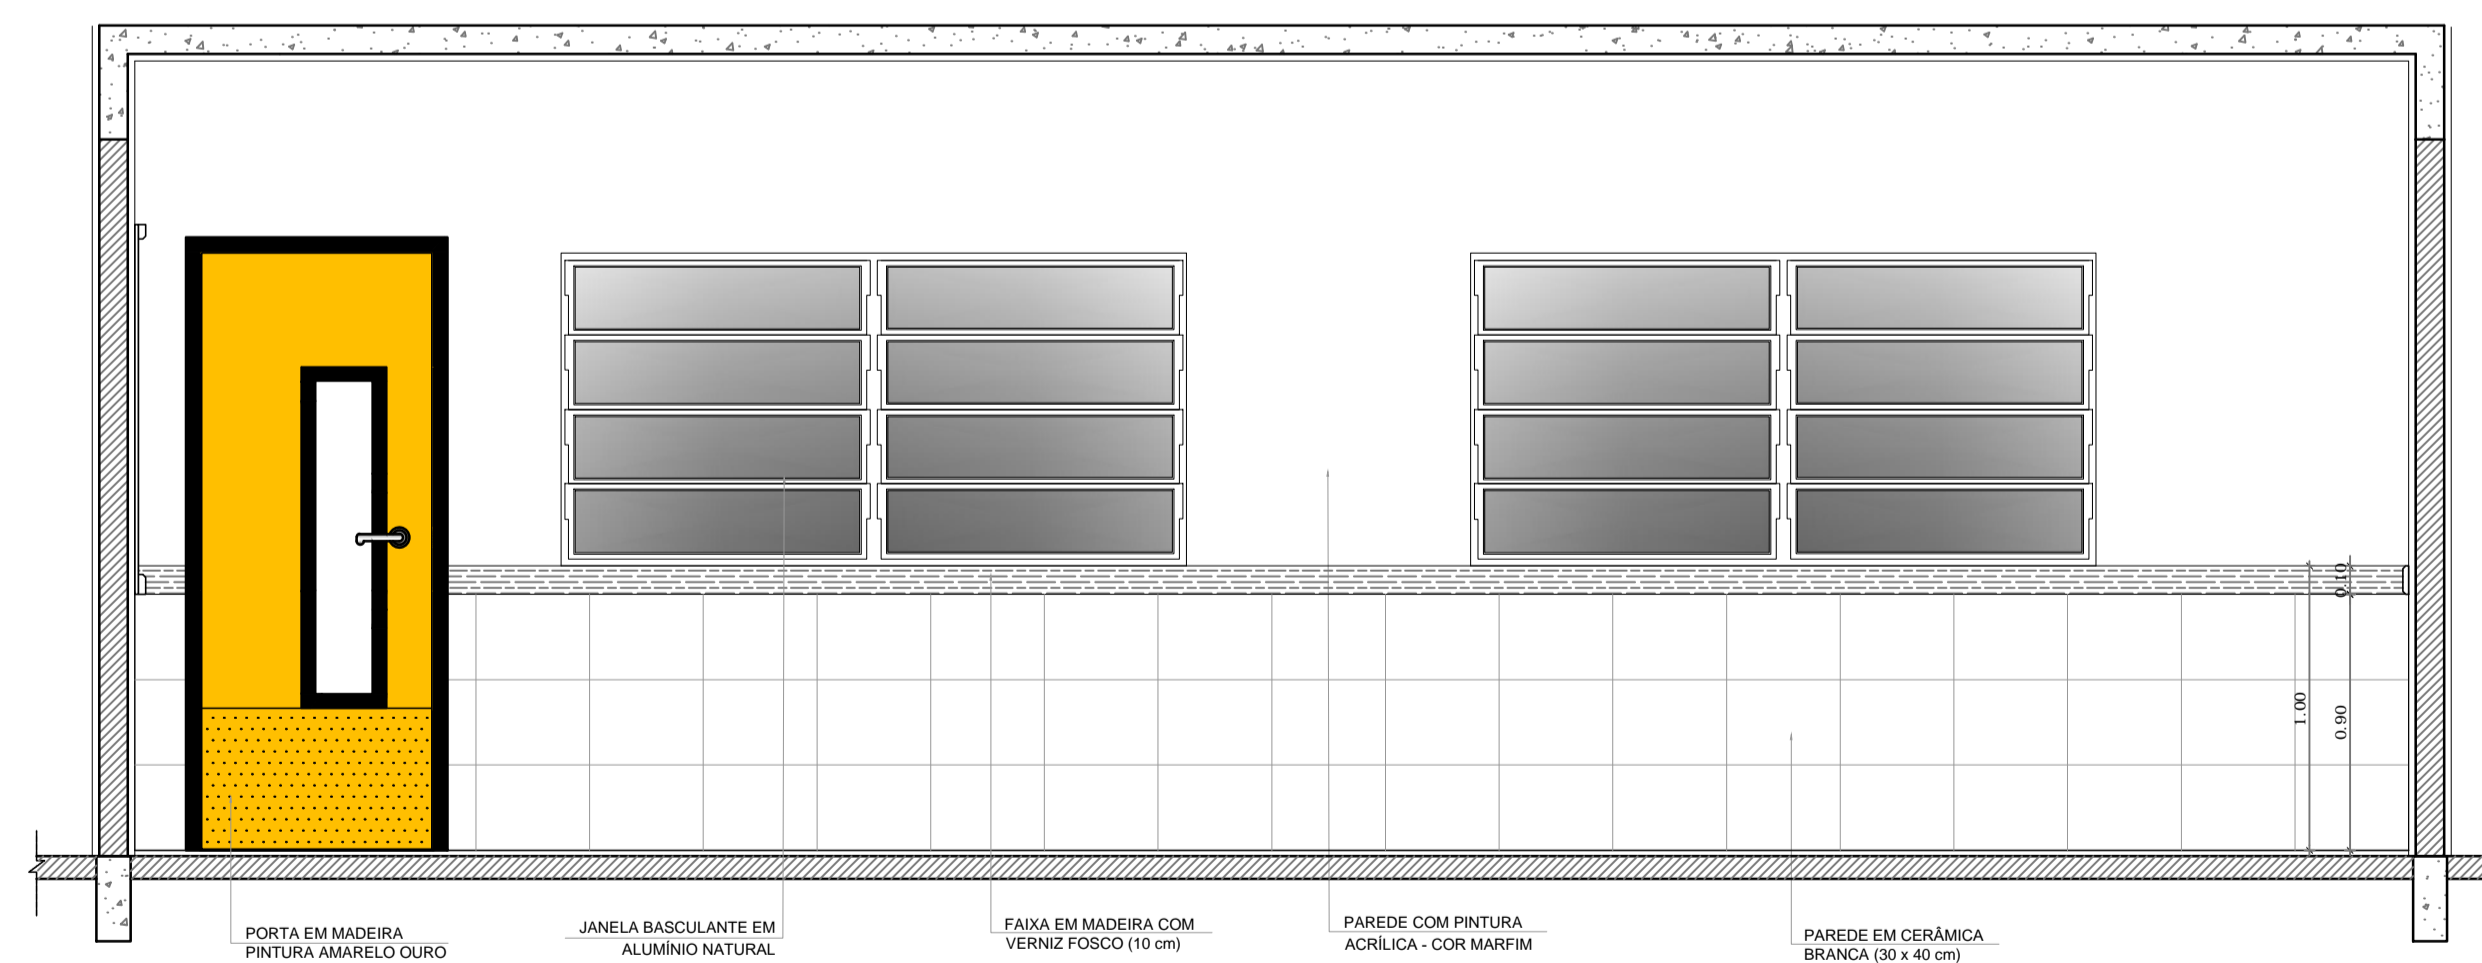 0.10
1.00
0.90
PORTA EM MADEIRA
PINTURA AMARELO OURO
JANELA BASCULANTE EM
ALUMÍNIO NATURAL
FAIXA EM MADEIRA COM
VERNIZ FOSCO (10 cm)
PAREDE COM PINTURA
ACRÍLICA - COR MARFIM
PAREDE EM CERÂMICA
BRANCA (30 x 40 cm)